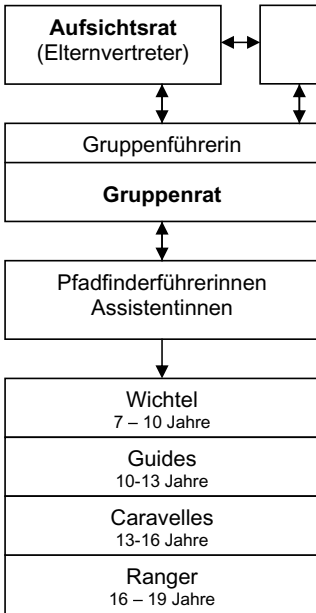 Aufsichtsrat
(Elternvertreter)
Gruppenführerin
Gruppenrat
Pfadfinderführerinnen
Assistentinnen
Wichtel
7 – 10 Jahre
Guides
10-13 Jahre
Caravelles
13-16 Jahre
Ranger
16 – 19 Jahre